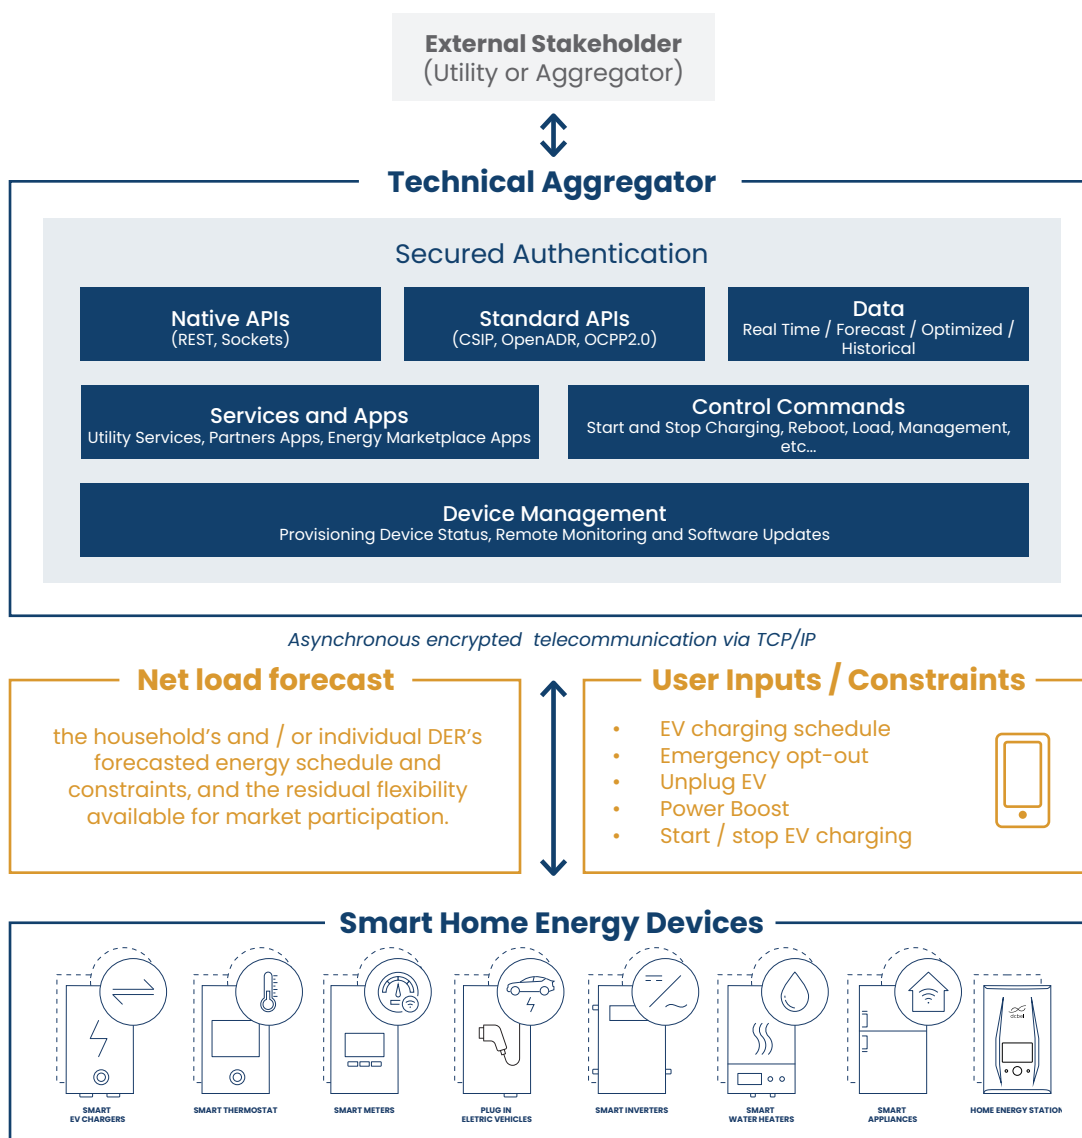 External Stakeholder
(Utility or Aggregator)
Technical Aggregator
Secured Authentication
Native APIs
(REST, Sockets)
Standard APIs
(CSIP, OpenADR, OCPP2.0)
Data
Real Time / Forecast / Optimized /
Historical
Services and Apps
Utility Services, Partners Apps, Energy Marketplace Apps
Control Commands
Start and Stop Charging, Reboot, Load, Management,
etc...
Device Management
Provisioning Device Status, Remote Monitoring and Software Updates
Asynchronous encrypted telecommunication via TCP/IP
Net load forecast
the household's and / or individual DER's
forecasted energy schedule and
constraints, and the residual flexibility
available for market participation.
User Inputs / Constraints
• EV charging schedule
• Emergency opt-out
• Unplug EV
• Power Boost
• Start / stop EV charging
Smart Home Energy Devices
dcbel
SMART
EV CHARGERS
SMART THERMOSTAT
SMART METERS
PLUG IN
ELETRIC VEHICLES
SMART INVERTERS
SMART
WATER HEATERS
SMART
APPLIANCES
HOME ENERGY STATION